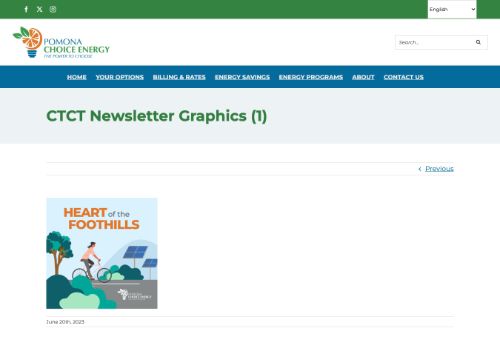 English
POMONA
CHOICE ENERGY
THE POWER TO CHOOSE
Search...
HOME YOUR OPTIONS BILLING & RATES ENERGY SAVINGS ENERGY PROGRAMS ABOUT CONTACT US
CTCT Newsletter Graphics (1)
Previous
HEART of the
FOOTHILLS
POMONA
CHOICE ENERGY
June 20th, 2023